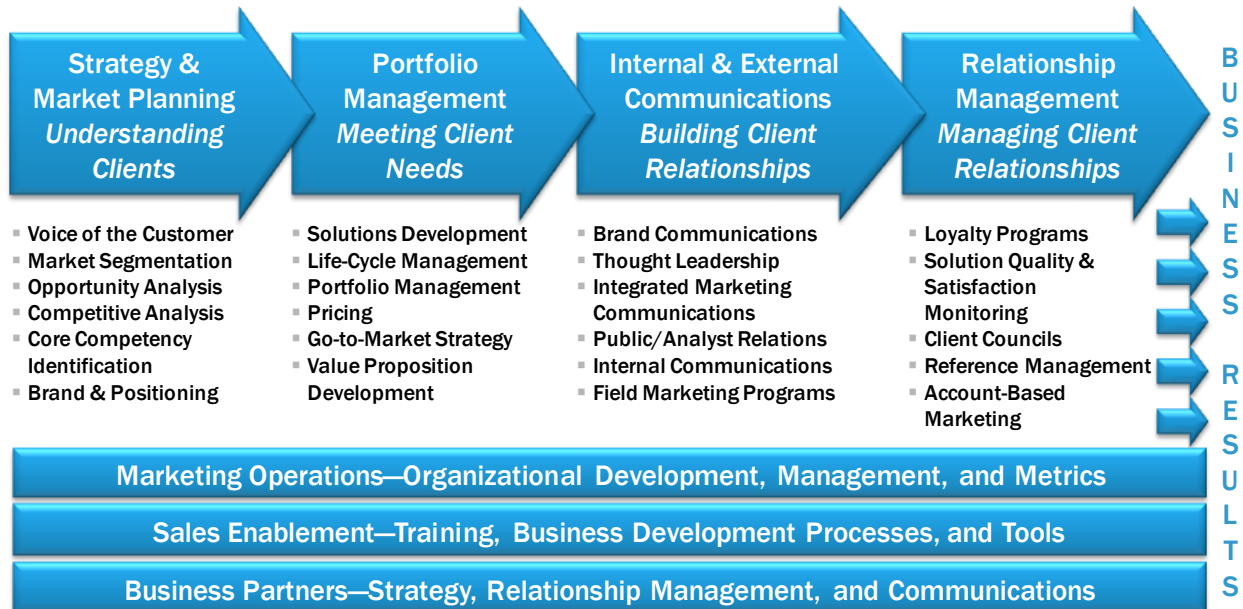 Strategy &
Market Planning
Understanding
Clients
Portfolio
Management
Meeting Client
Needs
Internal & External
Communications
Building Client
Relationships
Relationship
Management
Managing Client
Relationships
Voice of the Customer
Market Segmentation
Opportunity Analysis
Competitive Analysis
Core Competency
Identification
Brand & Positioning
Solutions Development
Life-Cycle Management
Portfolio Management
Pricing
Go-to-Market Strategy
Value Proposition
Development
Brand Communications
Thought Leadership
Integrated Marketing
Communications
Public/Analyst Relations
Internal Communications
Field Marketing Programs
Loyalty Programs
Solution Quality &
Satisfaction
Monitoring
Client Councils
Reference Management
Account-Based
Marketing
Marketing Operations—Organizational Development, Management, and Metrics
Sales Enablement—Training, Business Development Processes, and Tools
Business Partners—Strategy, Relationship Management, and Communications
BUSINESS RESULTS